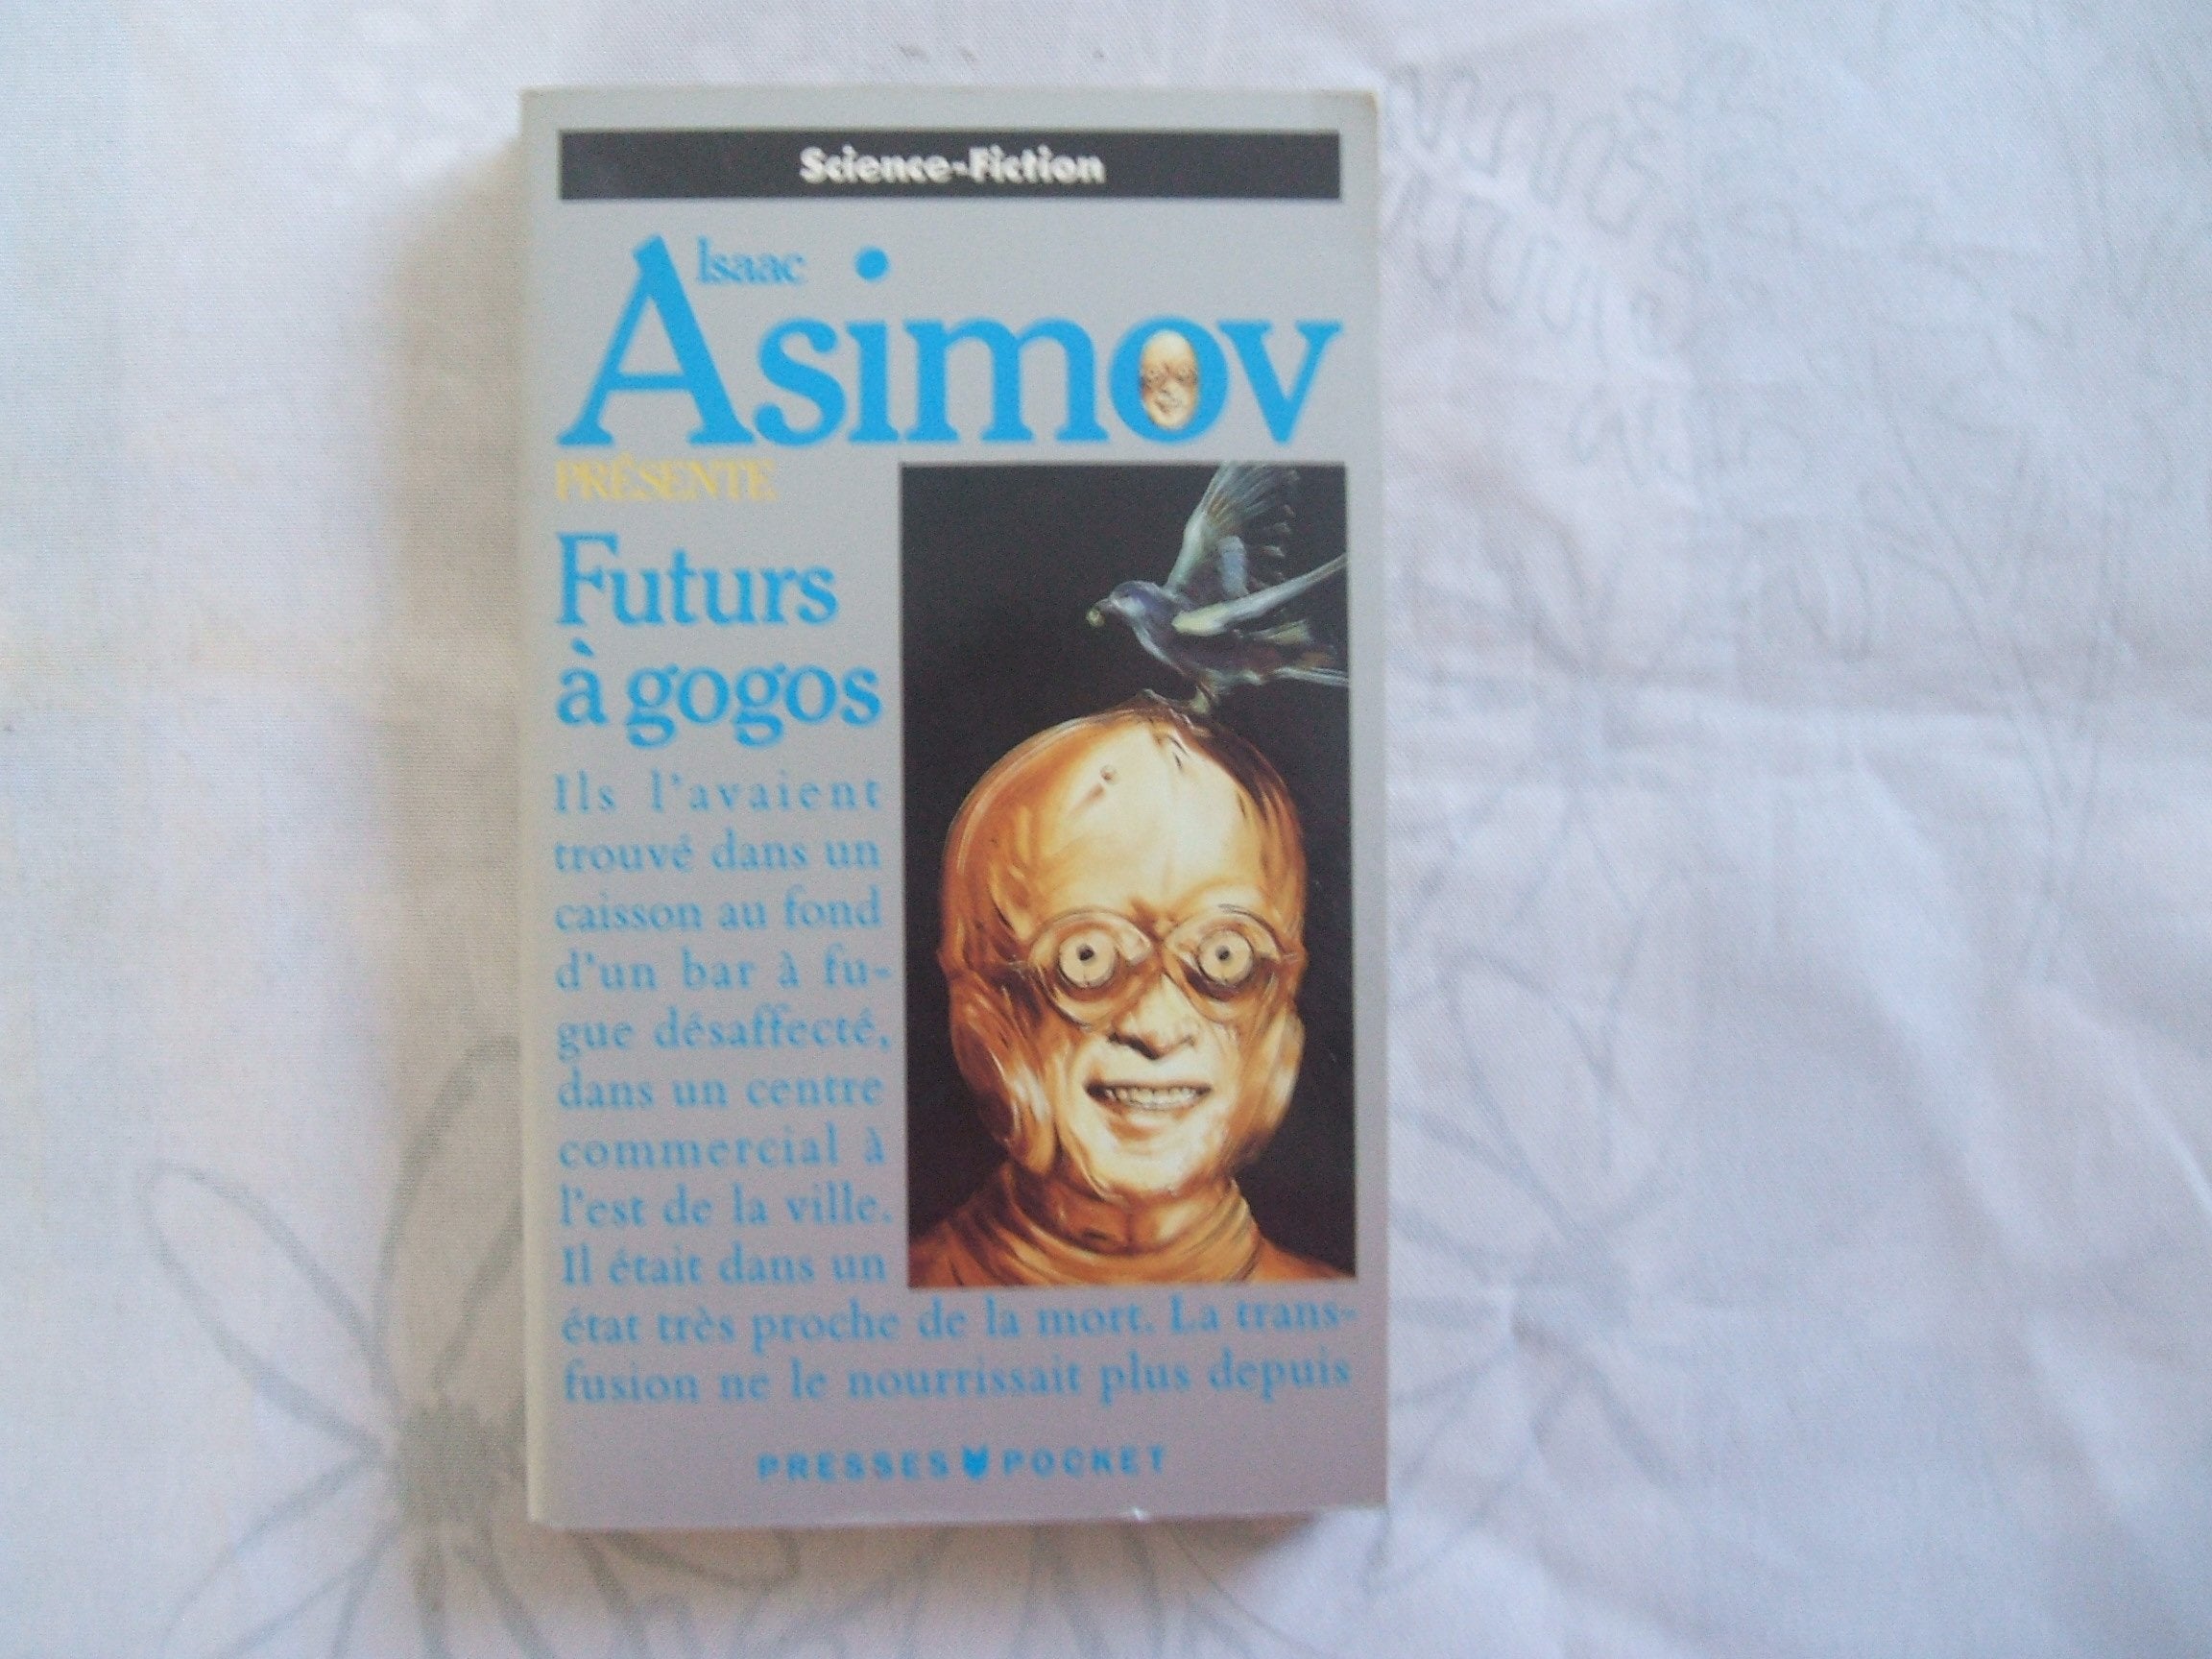 Science-Fiction
Isaac
Asimov
PRÉSENTE
Futurs
à gogos
Ils l'avaient
trouvé dans un
caisson au fond
d'un bar à fu-
gue désaffecté,
dans un centre
commercial à
l'est de la ville.
Il était dans un
état très proche de la mort. La trans-
fusion ne le nourrissait plus depuis
PRESSES POCKET